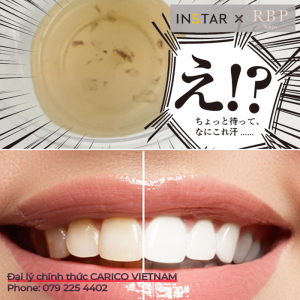 INSTAR × RBP
え!?
ちょっと待って、
なにこれ汗......
Đại lý chính thức CARICO VIETNAM
Phone: 079 225 4402